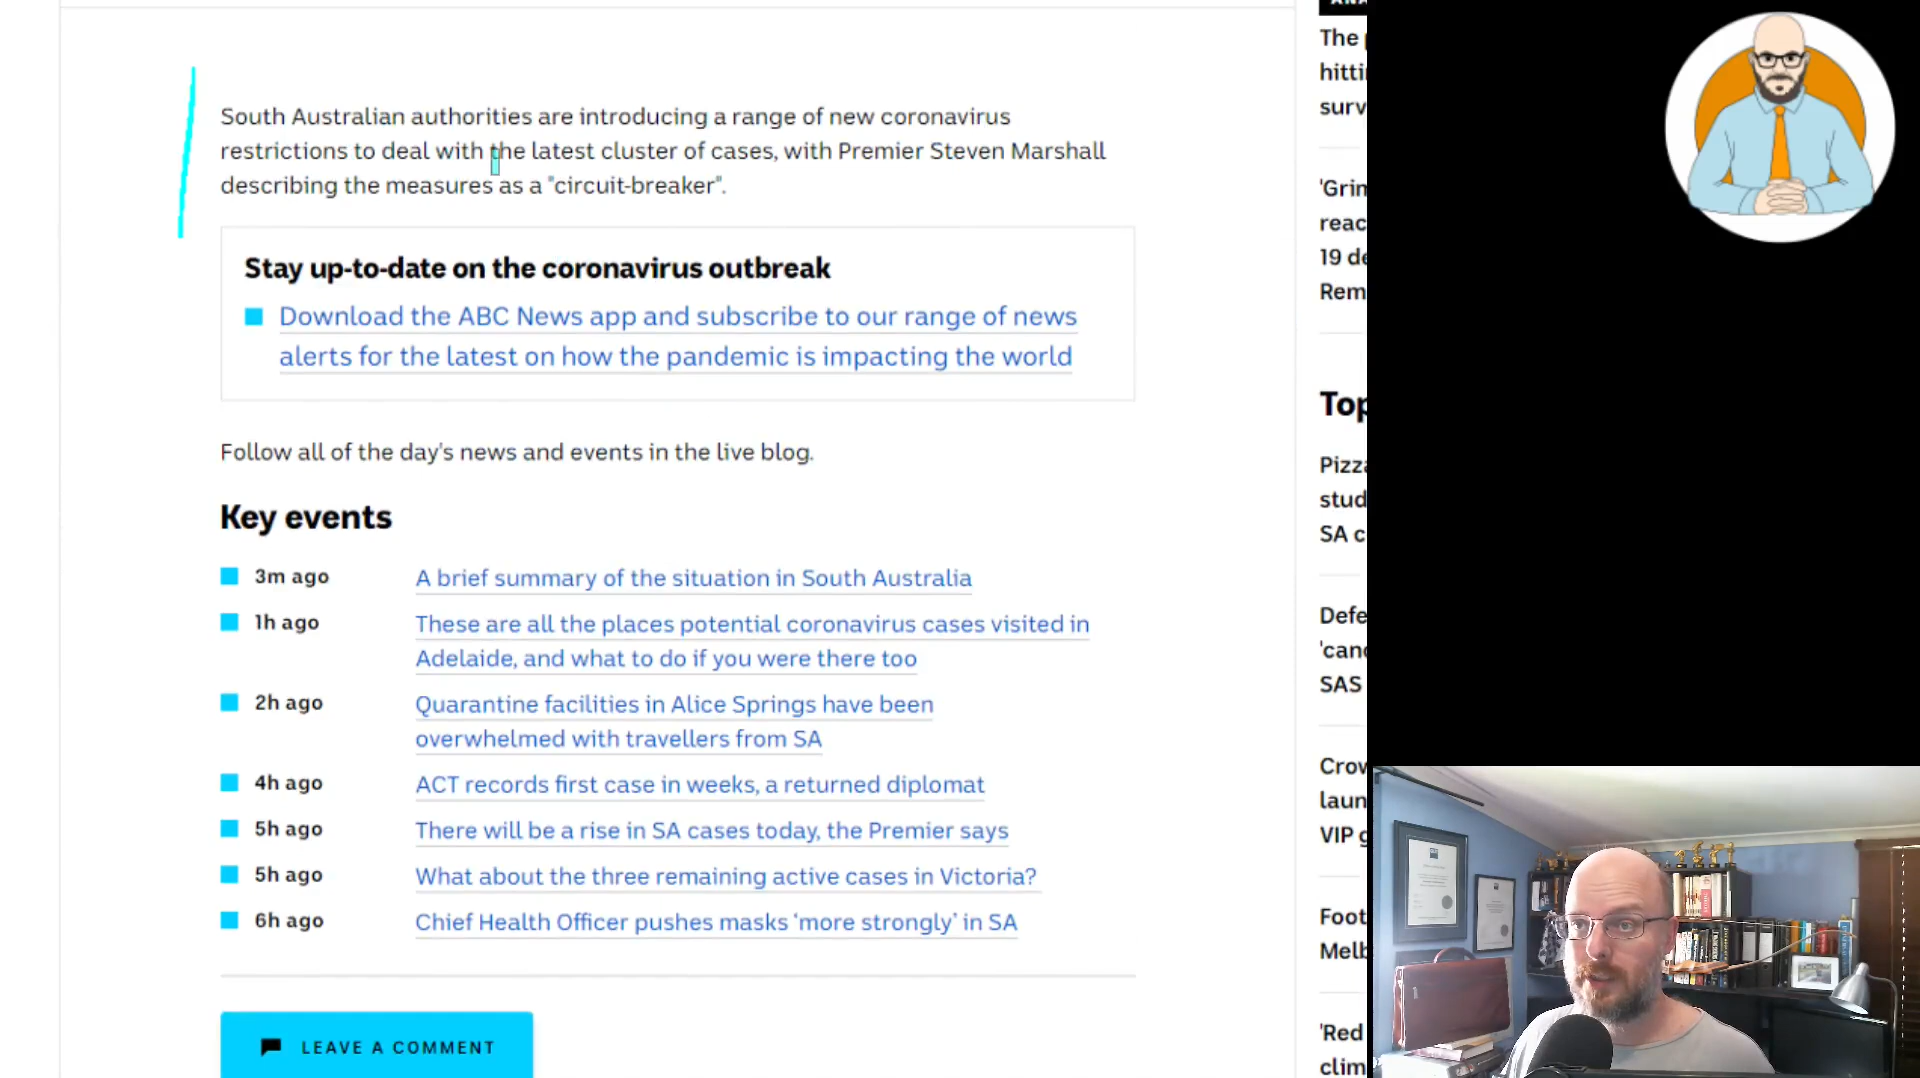 South Australian authorities are introducing a range of new coronavirus
restrictions to deal with the latest cluster of cases, with Premier Steven Marshall
describing the measures as a "circuit-breaker".
Stay up-to-date on the coronavirus outbreak
Download the ABC News app and subscribe to our range of news
alerts for the latest on how the pandemic is impacting the world
Follow all of the day's news and events in the live blog.
Key events
3m ago A brief summary of the situation in South Australia
1h ago These are all the places potential coronavirus cases visited in
Adelaide, and what to do if you were there too
2h ago Quarantine facilities in Alice Springs have been
overwhelmed with travellers from SA
4h ago ACT records first case in weeks, a returned diplomat
5h ago There will be a rise in SA cases today, the Premier says
5h ago What about the three remaining active cases in Victoria?
6h ago Chief Health Officer pushes masks ‘more strongly’ in SA
LEAVE A COMMENT
The
hitti
surv
'Grin
reac
19 de
Rem
Top
Pizza
stud
SA c
Defe
'canc
SAS
Crow
laun
VIP g
Foot
Melb
'Red
clim